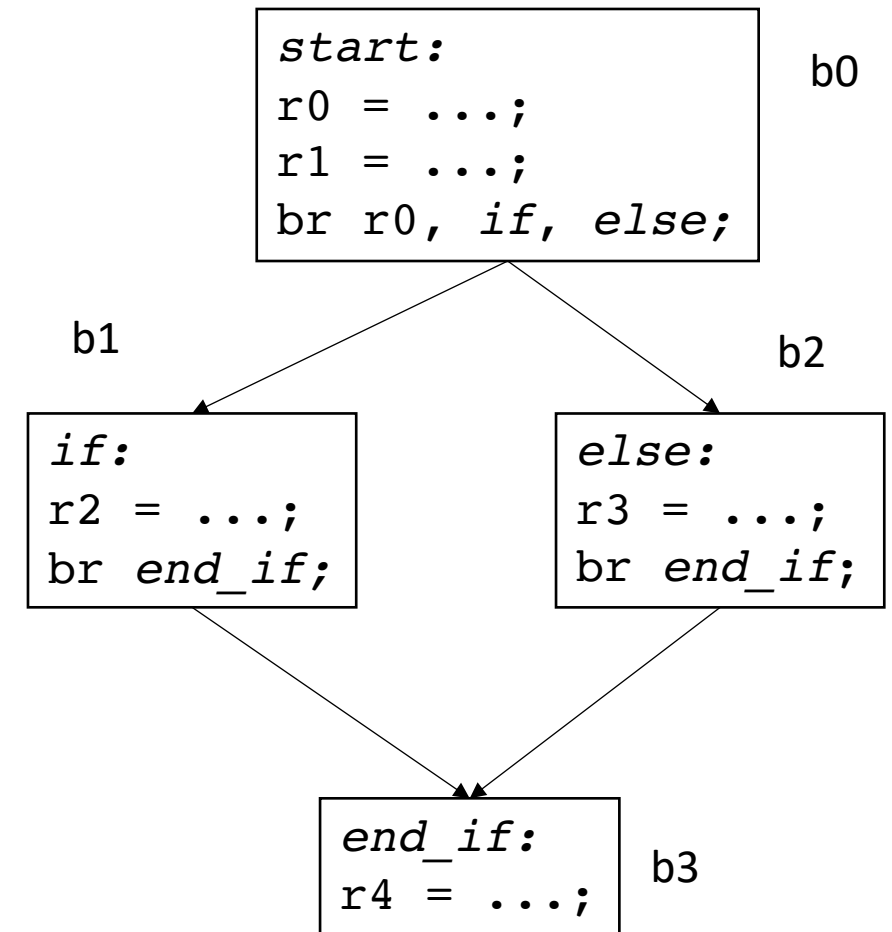 start:
r0 = ...;
r1 = ...;
br r0, if, else;
b0
b1
b2
if:
r2 = ...;
br end_if;
else:
r3 = ...;
br end_if;
end_if:
r4 = ...;
b3